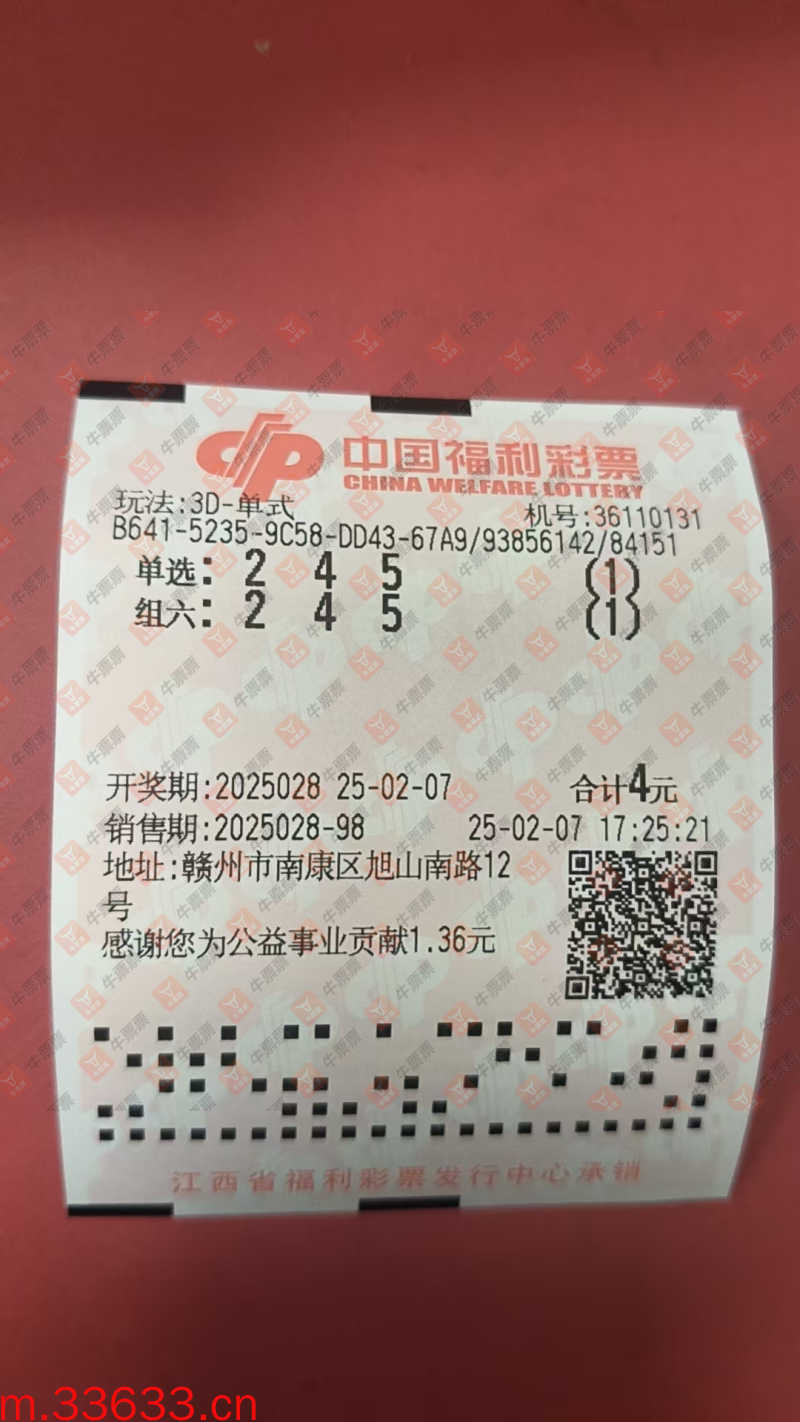 中国福利彩票
CHINA WELFARE LOTTERY
玩法:3D-单式 机号:36110131
B641-5235-9C58-DD43-67A9/93856142/84151
单选: 2 4 5 (1)
组六: 2 4 5 (1)
开奖期:2025028 25-02-07 合计4元
销售期:2025028-98 25-02-07 17:25:21
地址:赣州市南康区旭山南路12
号
感谢您为公益事业贡献1.36元
江西省福利彩票发行中心承销
牛票票
m.33633.cn